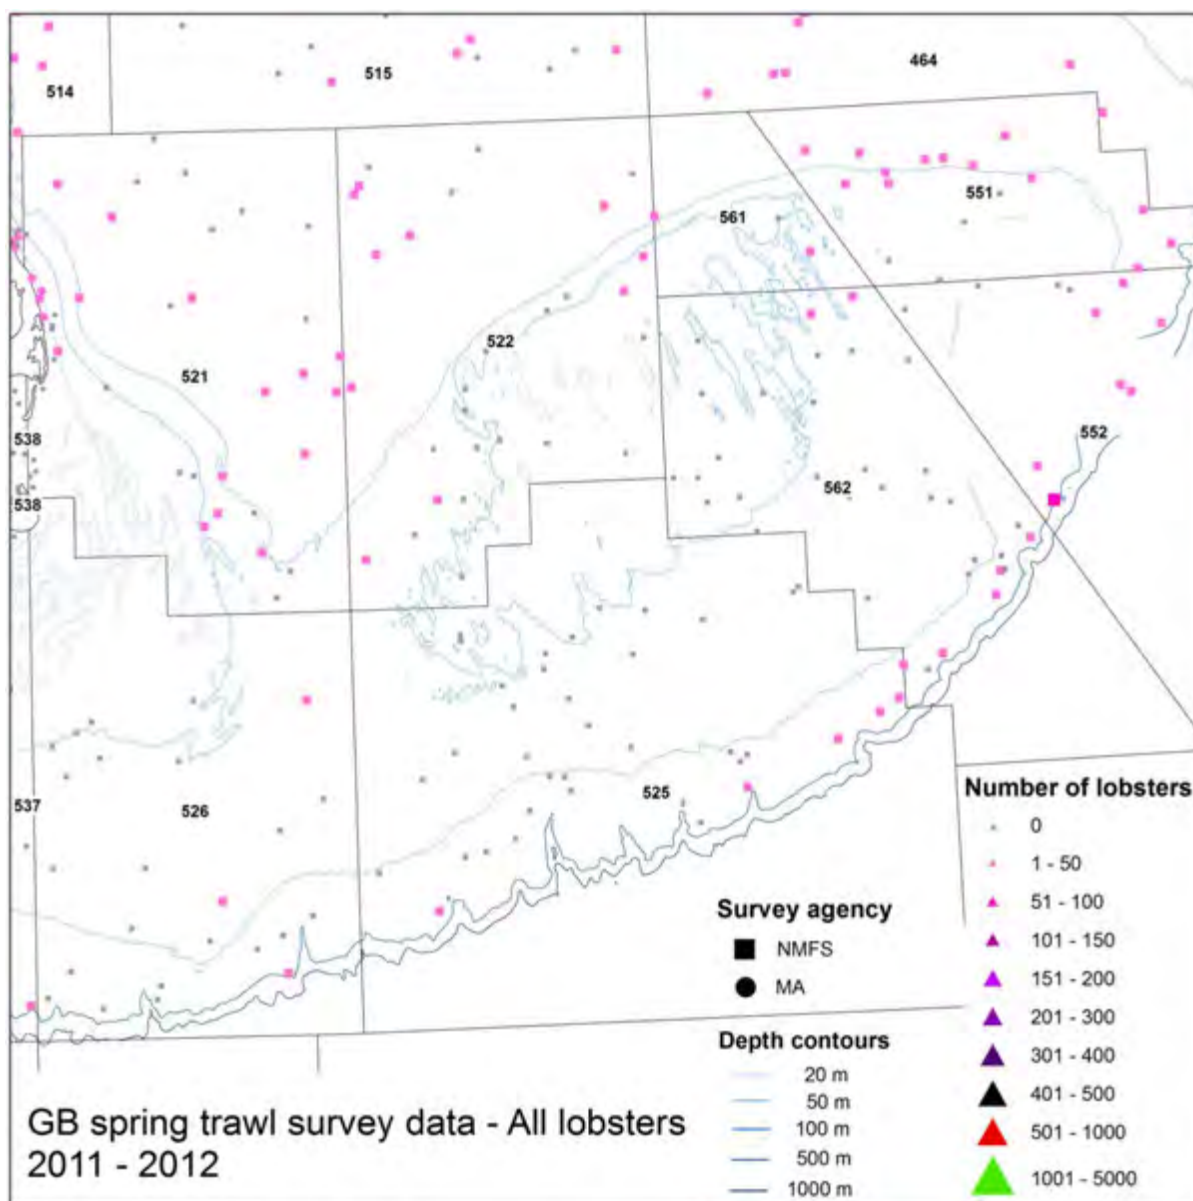 464
515
514
551
561
522
521
538
552
562
538
525
537
526
Number of lobsters
0
1 - 50
51 - 100
101 - 150
151 - 200
201 - 300
301 - 400
401 - 500
501 - 1000
1001 - 5000
Survey agency
NMFS
MA
Depth contours
20 m
50 m
100 m
500 m
1000 m
GB spring trawl survey data - All lobsters
2011 - 2012